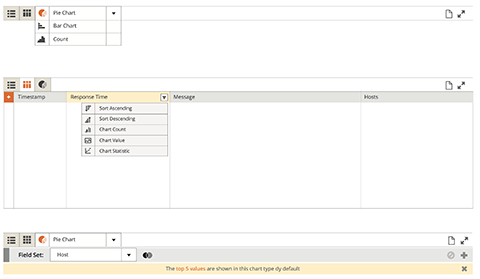 Pie Chart
Bar Chart
Count
Timestamp Response Time Message Hosts
Sort Ascending
Sort Descending
Chart Count
Chart Value
Chart Statistic
Pie Chart
Field Set: Host
The top 5 values are shown in this chart type dy default